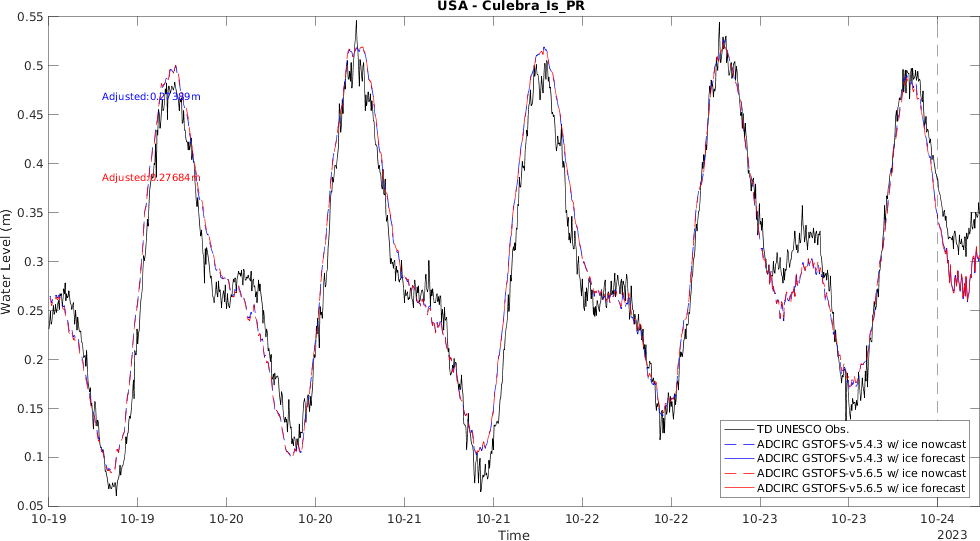 USA - Culebra_Is_PR
0.55
0.5
0.45
0.4
0.35
0.3
0.25
0.2
0.15
0.1
0.05
Water Level (m)
Adjusted:0.27389m
Adjusted:0.27684m
TD UNESCO Obs.
ADCIRC GSTOFS-v5.4.3 w/ ice nowcast
ADCIRC GSTOFS-v5.4.3 w/ ice forecast
ADCIRC GSTOFS-v5.6.5 w/ ice nowcast
ADCIRC GSTOFS-v5.6.5 w/ ice forecast
10-19 10-19 10-20 10-20 10-21 10-21 10-22 10-22 10-23 10-23 10-24
Time 2023